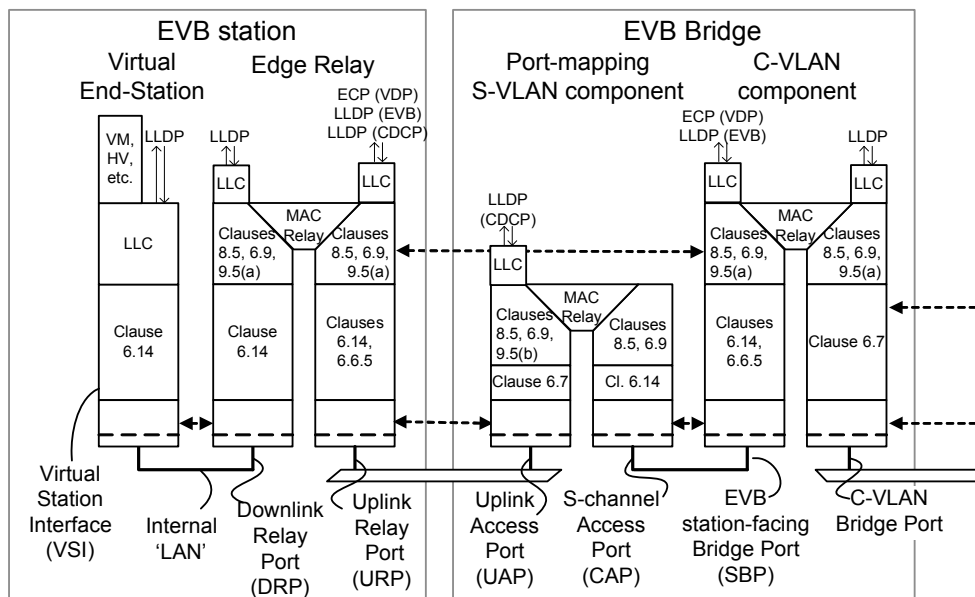 EVB station
EVB Bridge
Virtual
End-Station
Edge Relay
Port-mapping
S-VLAN component
C-VLAN
component
VM,
HV,
etc.
LLDP
LLDP
ECP (VDP)
LLDP (EVB)
LLDP (CDCP)
LLDP
(CDCP)
ECP (VDP)
LLDP (EVB)
LLDP
LLC
LLC
LLC
LLC
LLC
LLC
MAC
Relay
Clauses
8.5, 6.9,
9.5(a)
Clauses
8.5, 6.9,
9.5(a)
MAC
Relay
Clauses
8.5, 6.9,
9.5(b)
Clauses
8.5, 6.9
MAC
Relay
Clauses
8.5, 6.9,
9.5(a)
Clauses
8.5, 6.9,
9.5(a)
Clause
6.14
Clause
6.14
Clauses
6.14,
6.6.5
Clause 6.7
Cl. 6.14
Clauses
6.14,
6.6.5
Clause 6.7
Virtual
Station
Interface
(VSI)
Internal
‘LAN’
Downlink
Relay
Port
(DRP)
Uplink
Relay
Port
(URP)
Uplink
Access
Port
(UAP)
S-channel
Access
Port
(CAP)
EVB
station-facing
Bridge Port
(SBP)
C-VLAN
Bridge Port